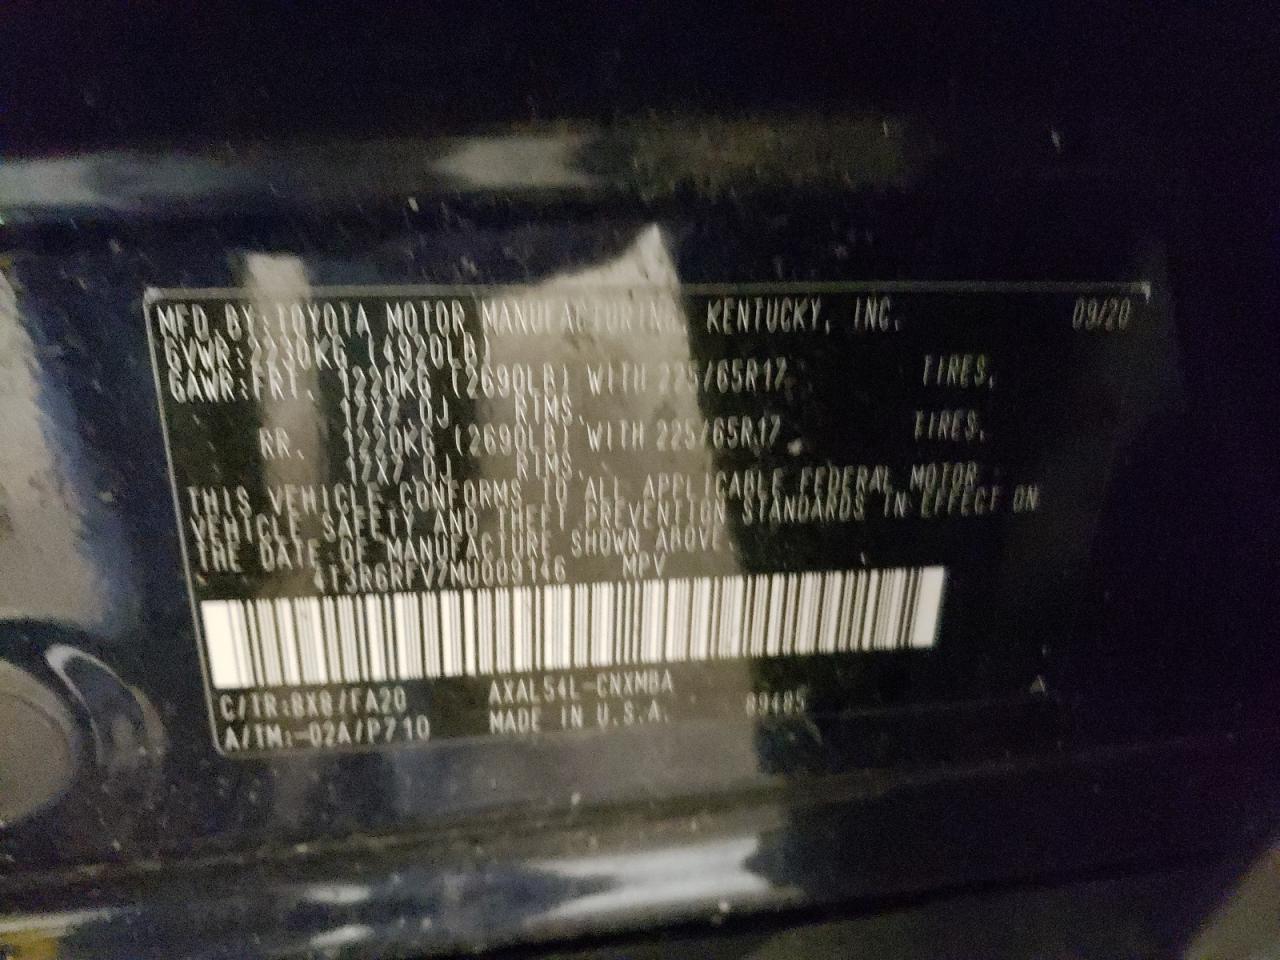 MFD.BY:TOYOTA MOTOR MANUFACTURING, KENTUCKY, INC. 09/20
GVWR:2230KG (4920LB)
GAWR:FRT. 1220KG (2690LB) WITH 225/65R17 TIRES,
17X7.0J RIMS.
RR. 1220KG (2690LB) WITH 225/65R17 TIRES,
17X7.0J RIMS.
THIS VEHICLE CONFORMS TO ALL APPLICABLE FEDERAL MOTOR
VEHICLE SAFETY AND THEFT PREVENTION STANDARDS IN EFFECT ON
THE DATE OF MANUFACTURE SHOWN ABOVE.
4T3R6RFV7MU009146 MPV
C/TR:8X8/FA20 AXAL54L-CNXMBA
A/TM:-02A/P710 MADE IN U.S.A. 89485